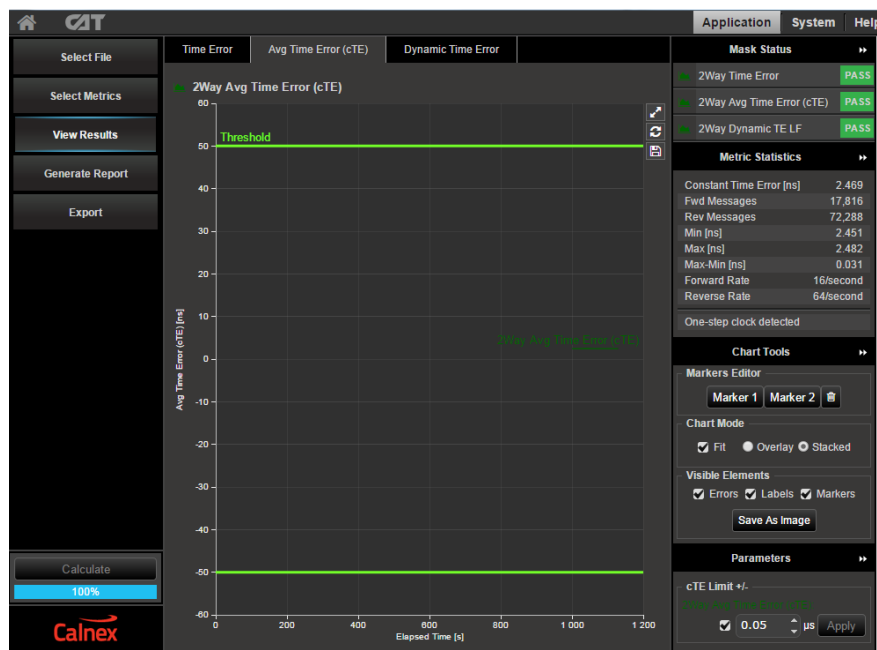 CAT
Application System Help
Select File
Select Metrics
View Results
Generate Report
Export
Calculate
100%
Calnex
Time Error Avg Time Error (cTE) Dynamic Time Error
2Way Avg Time Error (cTE)
Threshold
2Way Avg Time Error (cTE)
Avg Time Error (cTE) [ns]
60
50
40
30
20
10
0
-10
-20
-30
-40
-50
-60
0 200 400 600 800 1 000 1 200
Elapsed Time [s]
Mask Status
2Way Time Error PASS
2Way Avg Time Error (cTE) PASS
2Way Dynamic TE LF PASS
Metric Statistics
Constant Time Error [ns] 2.469
Fwd Messages 17,816
Rev Messages 72,288
Min [ns] 2.451
Max [ns] 2.482
Max-Min [ns] 0.031
Forward Rate 16/second
Reverse Rate 64/second
One-step clock detected
Chart Tools
Markers Editor
Marker 1 Marker 2
Chart Mode
Fit Overlay Stacked
Visible Elements
Errors Labels Markers
Save As Image
Parameters
cTE Limit +/-
2Way Avg Time Error (cTE)
0.05 µs Apply